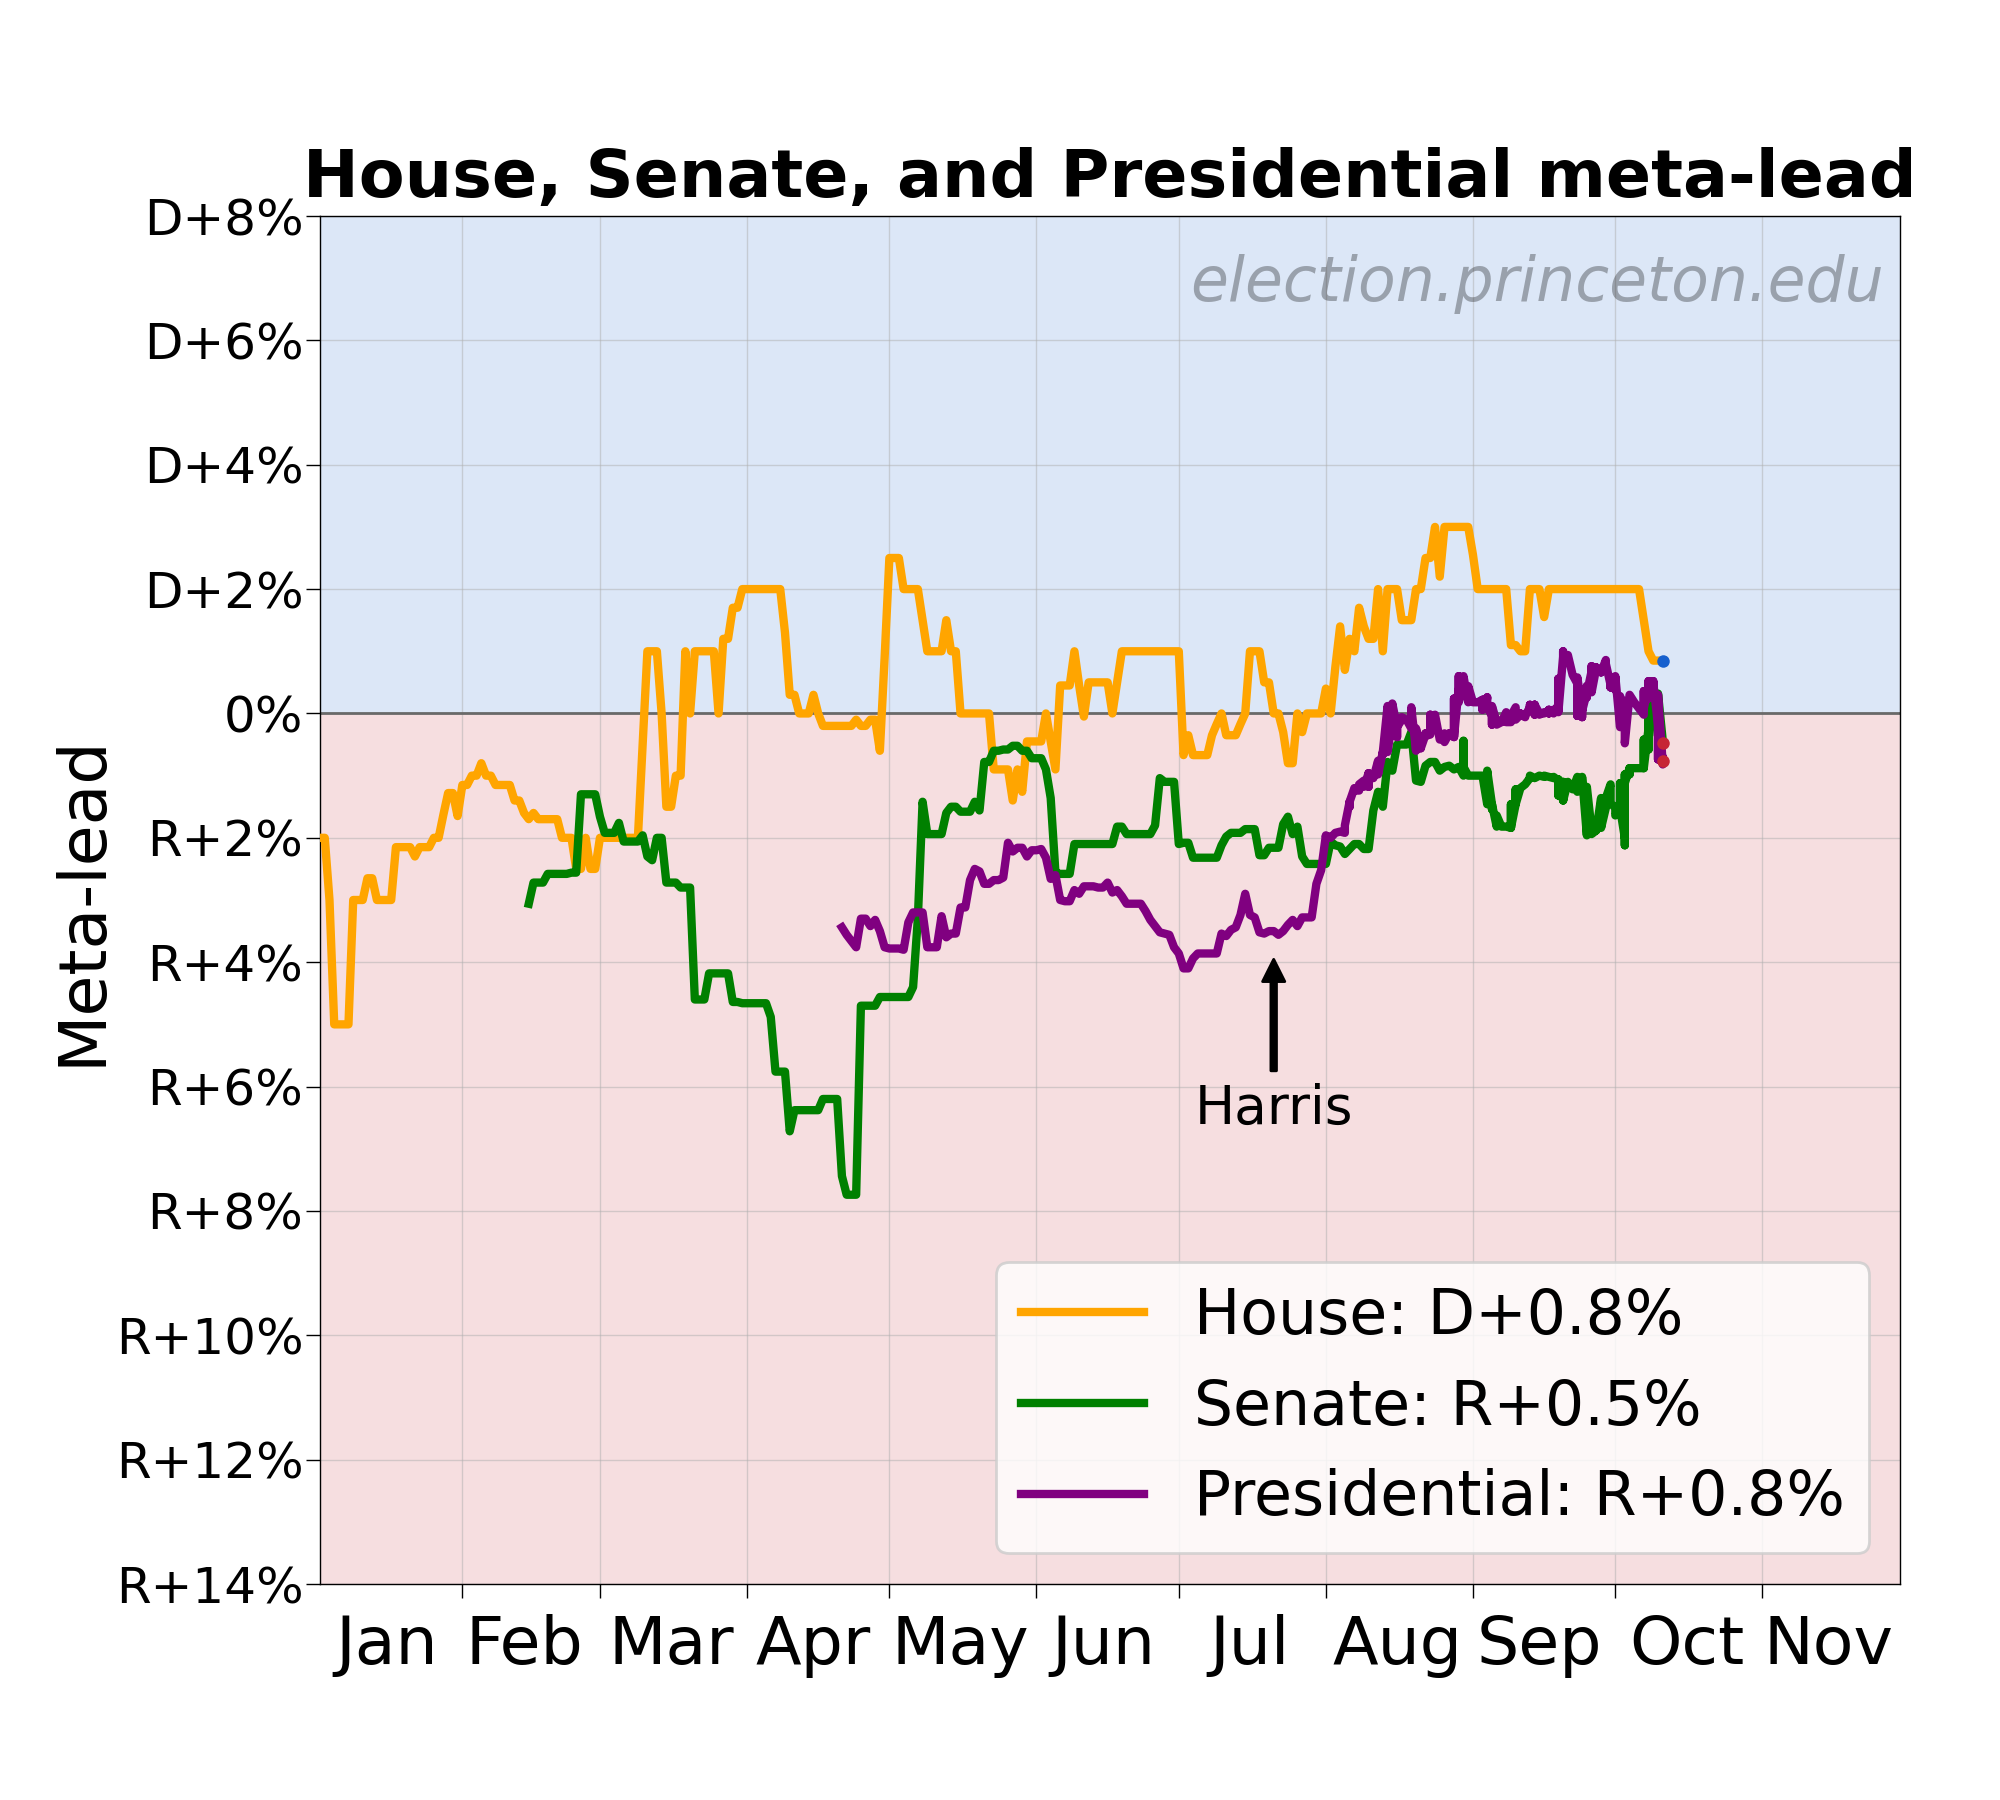 House, Senate, and Presidential meta-lead
election.princeton.edu
Meta-lead
D+8%
D+6%
D+4%
D+2%
0%
R+2%
R+4%
R+6%
R+8%
R+10%
R+12%
R+14%
Harris
House: D+0.8%
Senate: R+0.5%
Presidential: R+0.8%
Jan Feb Mar Apr May Jun Jul Aug Sep Oct Nov